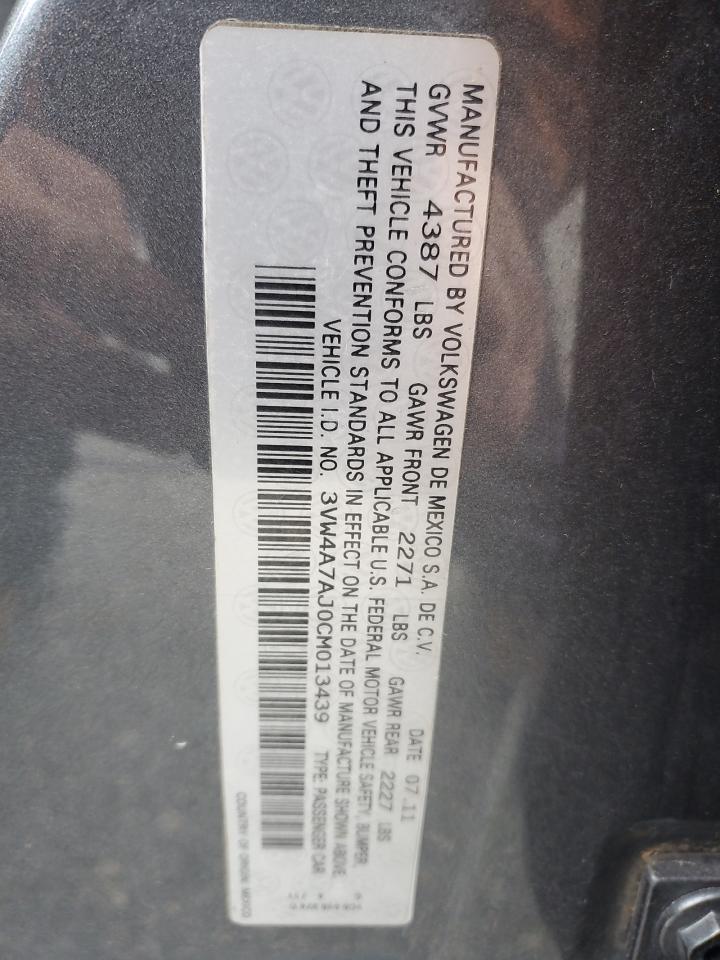 MANUFACTURED BY VOLKSWAGEN DE MEXICO S.A. DE C.V. DATE 07.11
GVWR 4387 LBS GAWR FRONT 2271 LBS GAWR REAR 2227 LBS
THIS VEHICLE CONFORMS TO ALL APPLICABLE U.S. FEDERAL MOTOR VEHICLE SAFETY, BUMPER,
AND THEFT PREVENTION STANDARDS IN EFFECT ON THE DATE OF MANUFACTURE SHOWN ABOVE.
VEHICLE I.D. NO. 3VW4A7AJ0CM013439 TYPE: PASSENGER CAR
COUNTRY OF ORIGIN: MEXICO